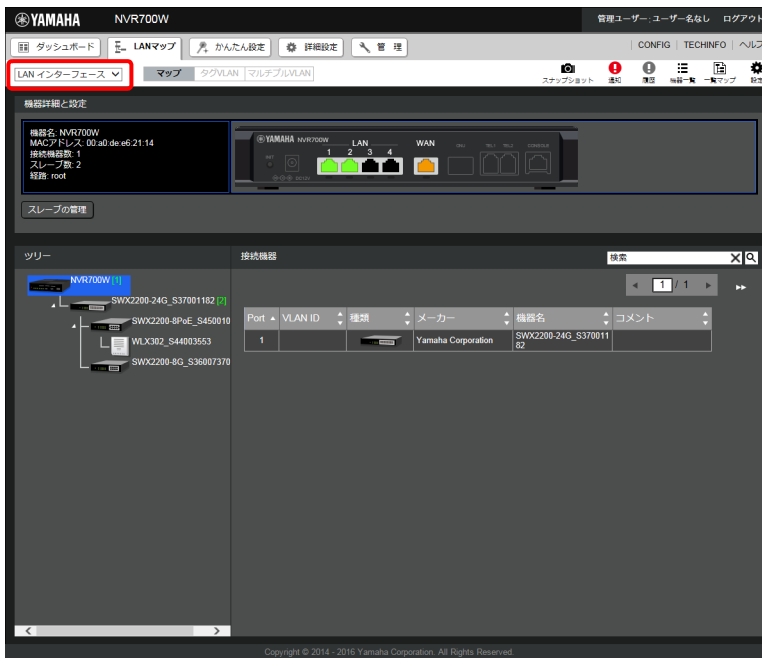 YAMAHA NVR700W 管理ユーザー:ユーザー名なし ログアウト
ダッシュボード LANマップ かんたん設定 詳細設定 管 理 CONFIG TECHINFO ヘルプ
LAN インターフェース マップ タグVLAN マルチプルVLAN スナップショット 通知 履歴 機器一覧 一覧マップ 設定
機器詳細と設定
機器名: NVR700W
MACアドレス: 00:a0:de:e6:21:14
接続機器数: 1
スレーブ数: 2
経路: root
YAMAHA NVR700W LAN WAN ONU TEL1 TEL2 CONSOLE
1 2 3 4
スレーブの管理
ツリー 接続機器 検索
NVR700W [1]
SWX2200-24G_S37001182 [2]
SWX2200-8PoE_S450010
WLX302_S44003553
SWX2200-8G_S36007370
1 / 1
Port VLAN ID 種類 メーカー 機器名 コメント
1 Yamaha Corporation SWX2200-24G_S370011
82
Copyright © 2014 - 2016 Yamaha Corporation. All Rights Reserved.